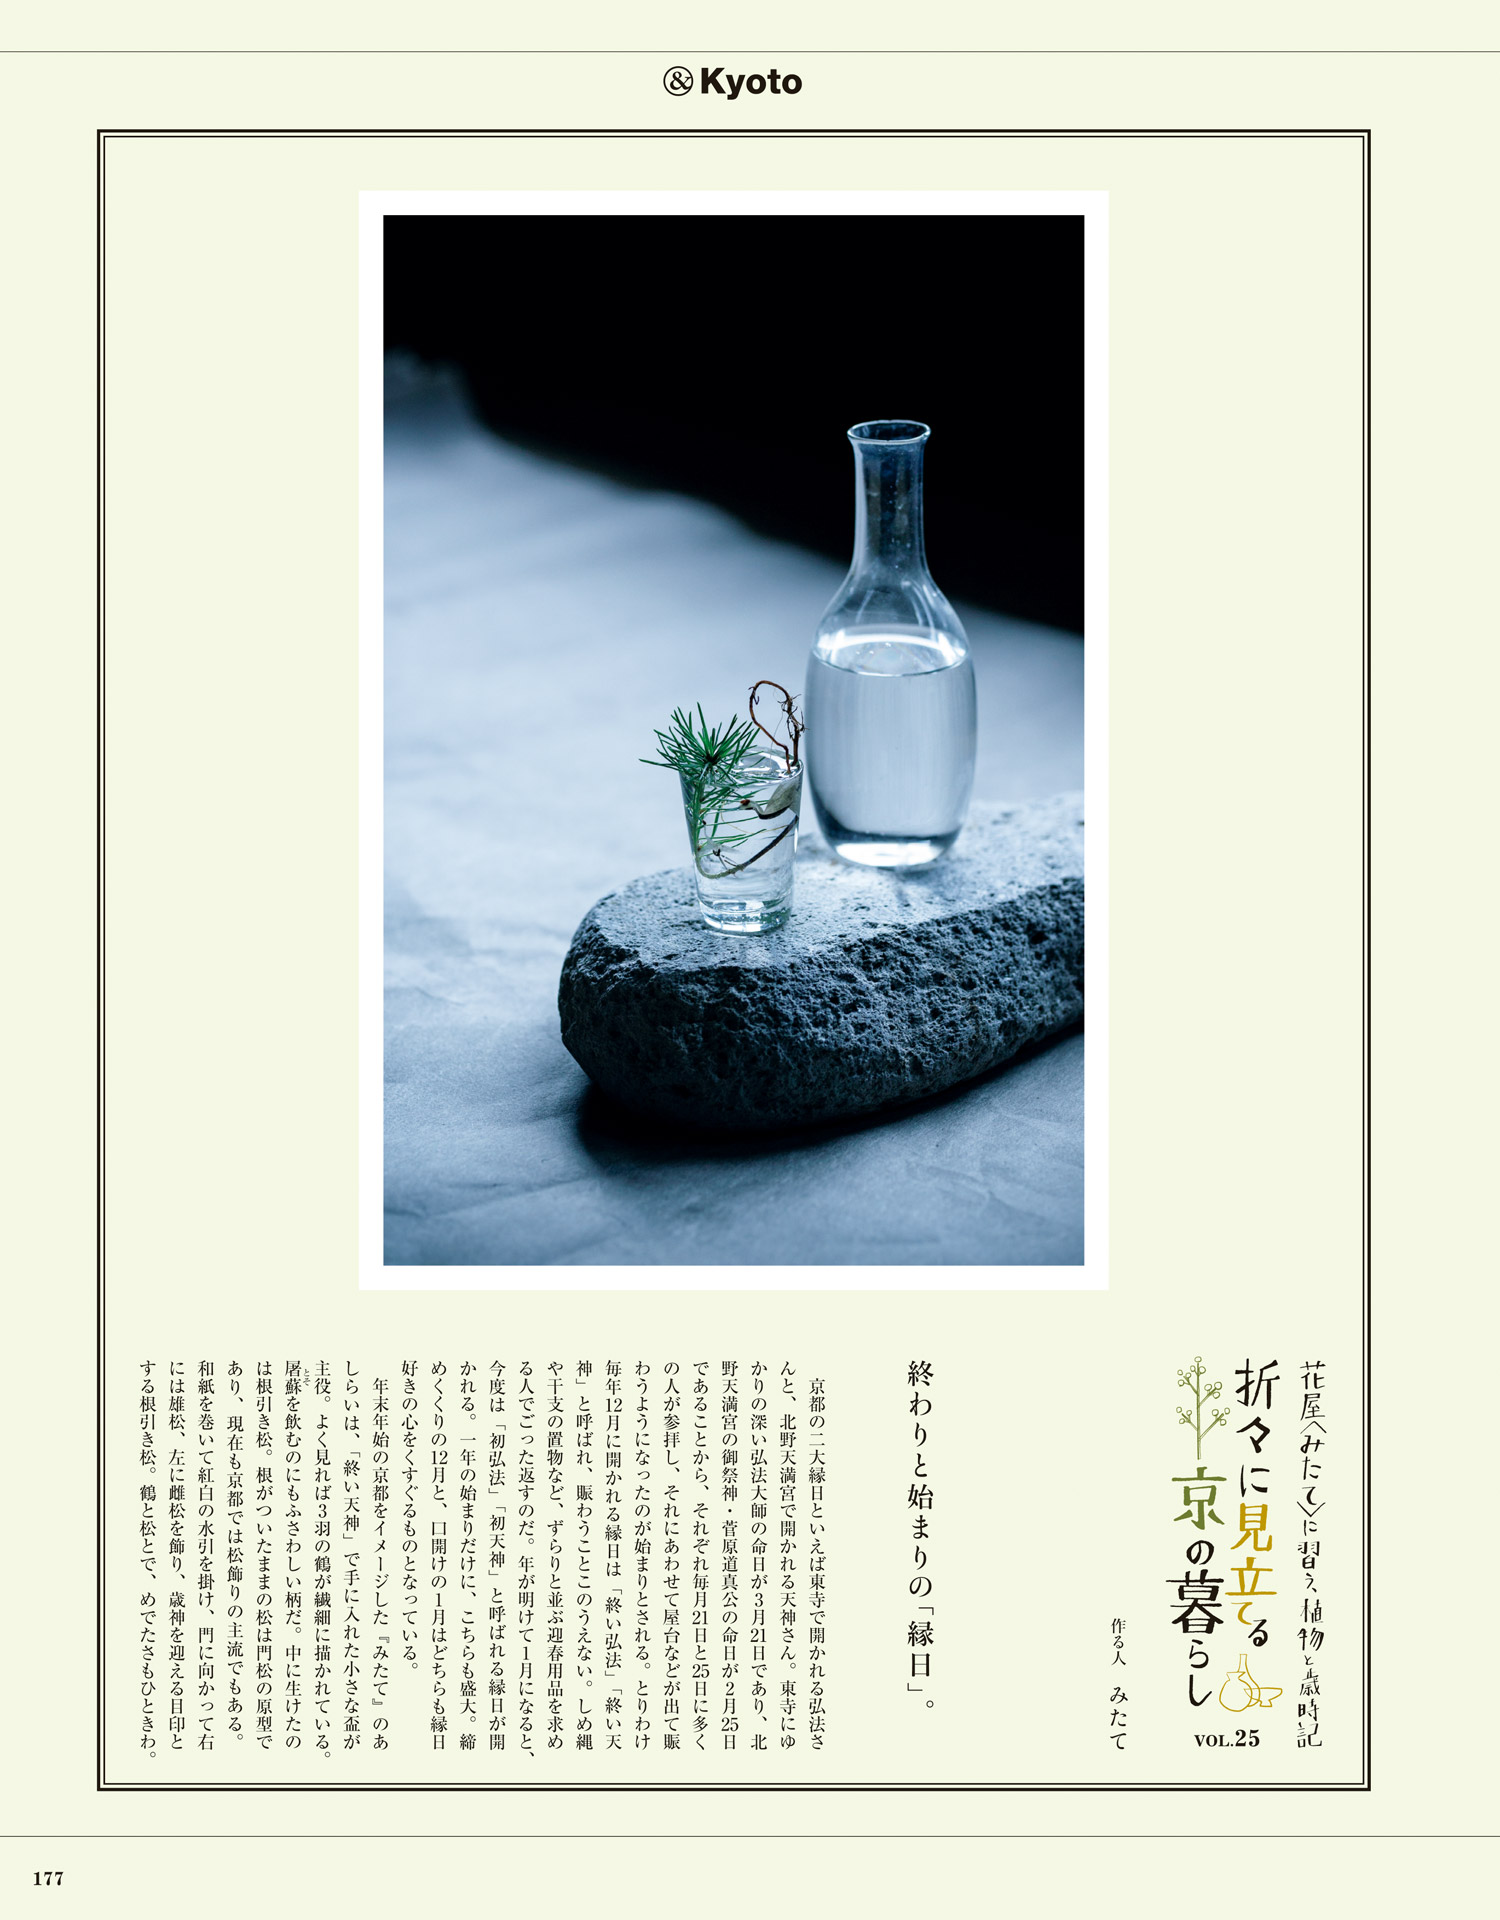 &Kyoto
花屋〈みたて〉に習う、植物と歳時記
折々に見立てる
京の暮らし
VOL.25
作る人　みたて
終わりと始まりの「縁日」。
　京都の二大縁日といえば東寺で開かれる弘法さ
んと、北野天満宮で開かれる天神さん。東寺にゆ
かりの深い弘法大師の命日が3月21日であり、北
野天満宮の御祭神・菅原道真公の命日が2月25日
であることから、それぞれ毎月21日と25日に多く
の人が参拝し、それにあわせて屋台などが出て賑
わうようになったのが始まりとされる。とりわけ
毎年12月に開かれる縁日は「終い弘法」「終い天
神」と呼ばれ、賑わうことこのうえない。しめ縄
や干支の置物など、ずらりと並ぶ迎春用品を求め
る人でごった返すのだ。年が明けて1月になると、
今度は「初弘法」「初天神」と呼ばれる縁日が開
かれる。一年の始まりだけに、こちらも盛大。締
めくくりの12月と、口開けの1月はどちらも縁日
好きの心をくすぐるものとなっている。
　年末年始の京都をイメージした『みたて』のあ
しらいは、「終い天神」で手に入れた小さな盃が
主役。よく見れば3羽の鶴が繊細に描かれている。
屠蘇とそを飲むのにもふさわしい柄だ。中に生けたの
は根引き松。根がついたままの松は門松の原型で
あり、現在も京都では松飾りの主流でもある。
和紙を巻いて紅白の水引を掛け、門に向かって右
には雄松、左に雌松を飾り、歳神を迎える目印と
する根引き松。鶴と松とで、めでたさもひときわ。
177